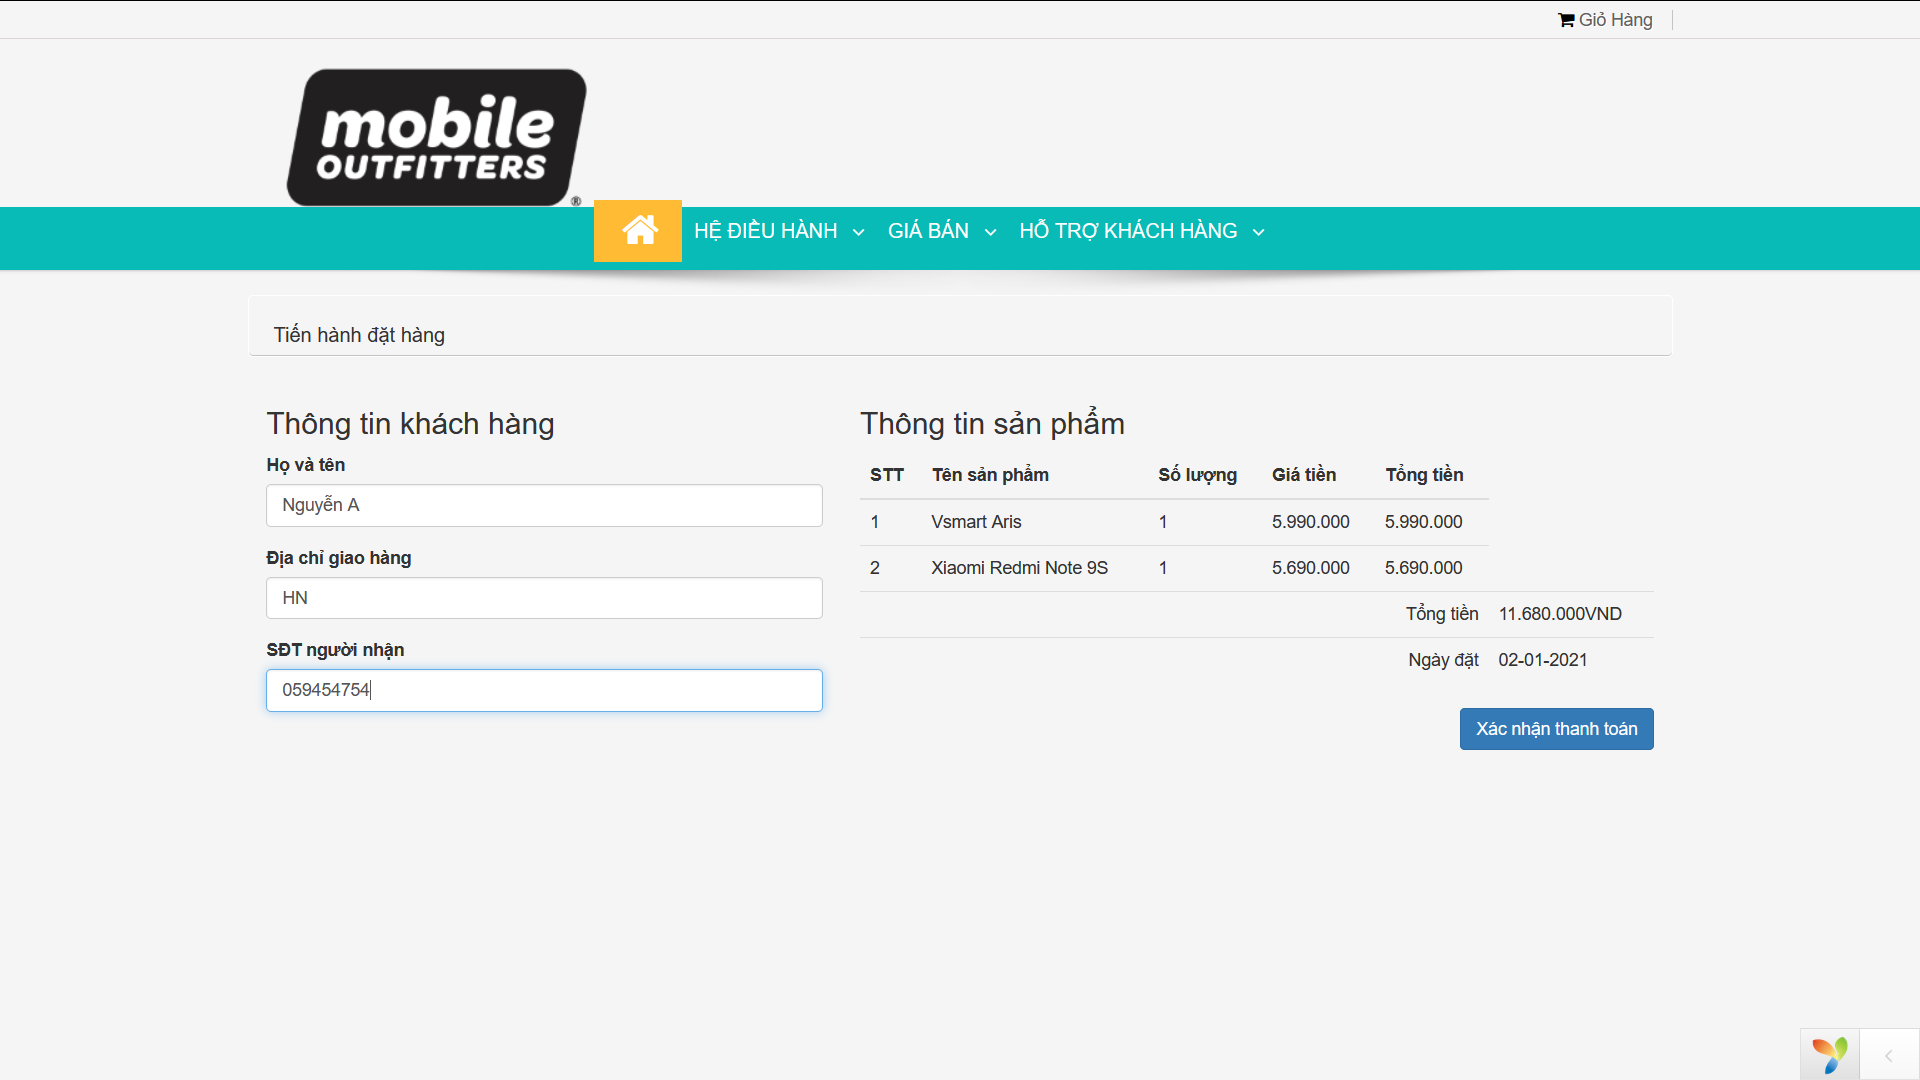 Giỏ Hàng
mobile
OUTFITTERS
®
HỆ ĐIỀU HÀNH GIÁ BÁN HỖ TRỢ KHÁCH HÀNG
Tiến hành đặt hàng
Thông tin khách hàng
Họ và tên
Nguyễn A
Địa chỉ giao hàng
HN
SĐT người nhận
059454754
Thông tin sản phẩm
STT Tên sản phẩm Số lượng Giá tiền Tổng tiền
1 Vsmart Aris 1 5.990.000 5.990.000
2 Xiaomi Redmi Note 9S 1 5.690.000 5.690.000
Tổng tiền 11.680.000VND
Ngày đặt 02-01-2021
Xác nhận thanh toán